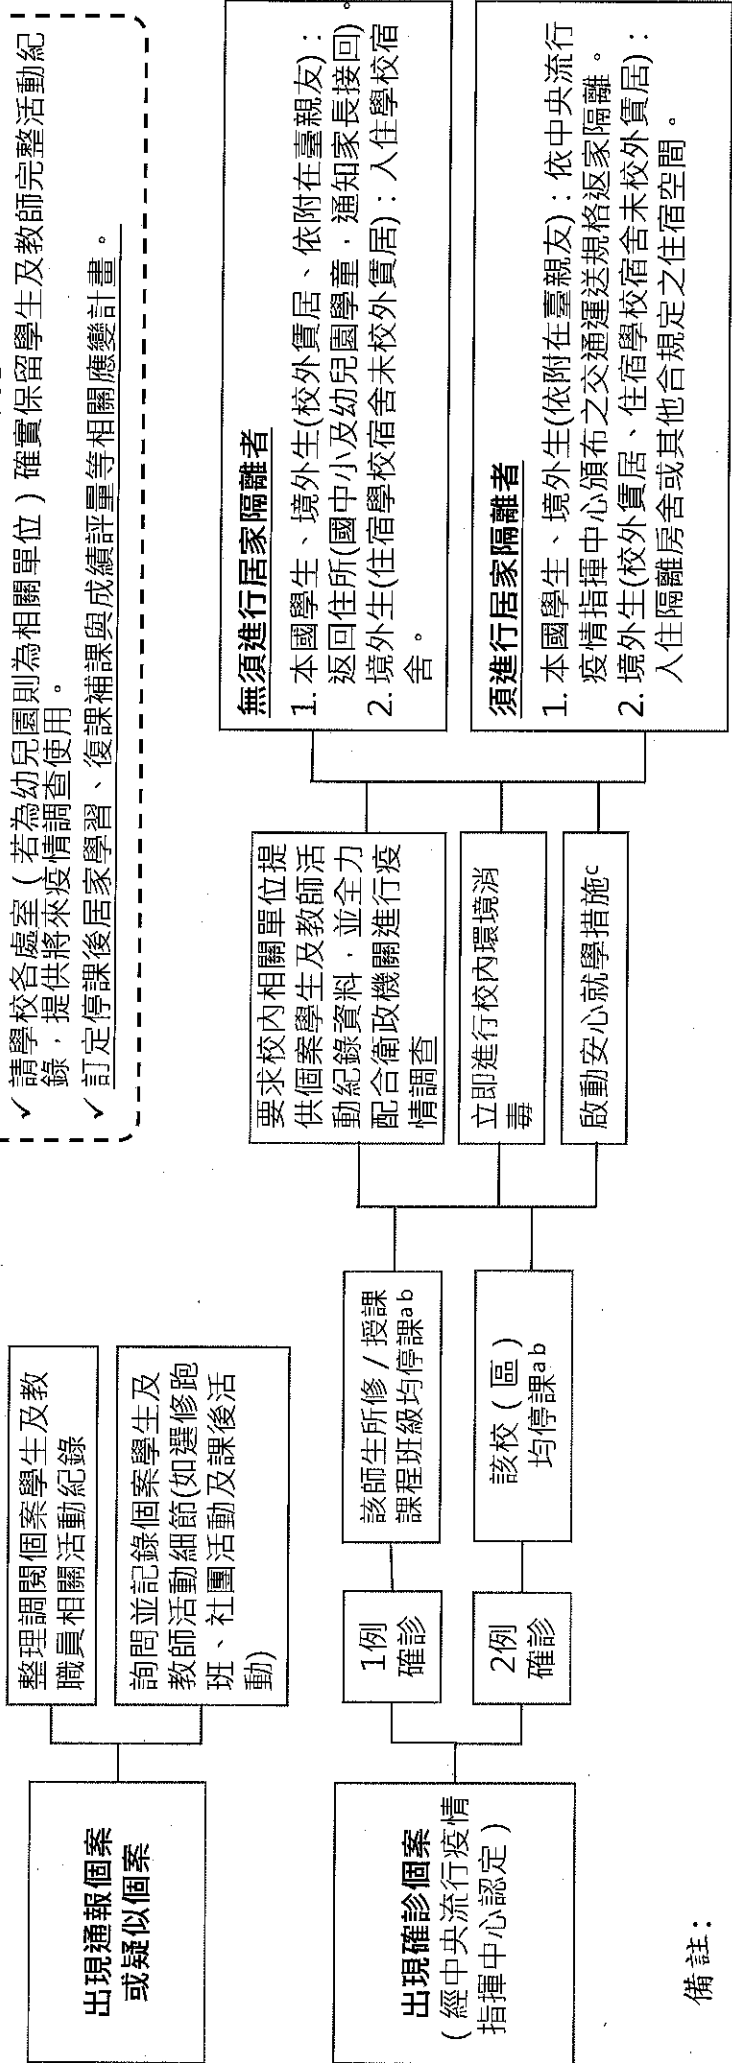 ✓ 請學校各處室（若為幼兒園則為相關單位）確實保留學生及教師完整活動紀
錄，提供將來疫情調查使用。
✓ 訂定停課後居家學習、復課補課與成績評量等相關應變計畫。
出現通報個案
或疑似個案
整理調閱個案學生及教
職員相關活動紀錄
詢問並記錄個案學生及
教師活動細節(如選修跑
班、社團活動及課後活
動)
出現確診個案
（經中央流行疫情
指揮中心認定）
1例
確診
該師生所修/授課
課程班級均停課ab
2例
確診
該校（區）
均停課ab
要求校內相關單位提
供個案學生及教師活
動紀錄資料，並全力
配合衛政機關進行疫
情調查
立即進行校內環境消
毒
啟動安心就學措施c
無須進行居家隔離者
1. 本國學生、境外生(校外賃居、依附在臺親友)：
返回住所(國中小及幼兒園學童，通知家長接回)。
2. 境外生(住宿學校宿舍未校外賃居)：入住學校宿
舍。
須進行居家隔離者
1. 本國學生、境外生(依附在臺親友)：依中央流行
疫情指揮中心頒布之交通運送規格返家隔離。
2. 境外生(校外賃居、住宿學校宿舍未校外賃居)：
入住隔離房舍或其他合規定之住宿空間。
備註：